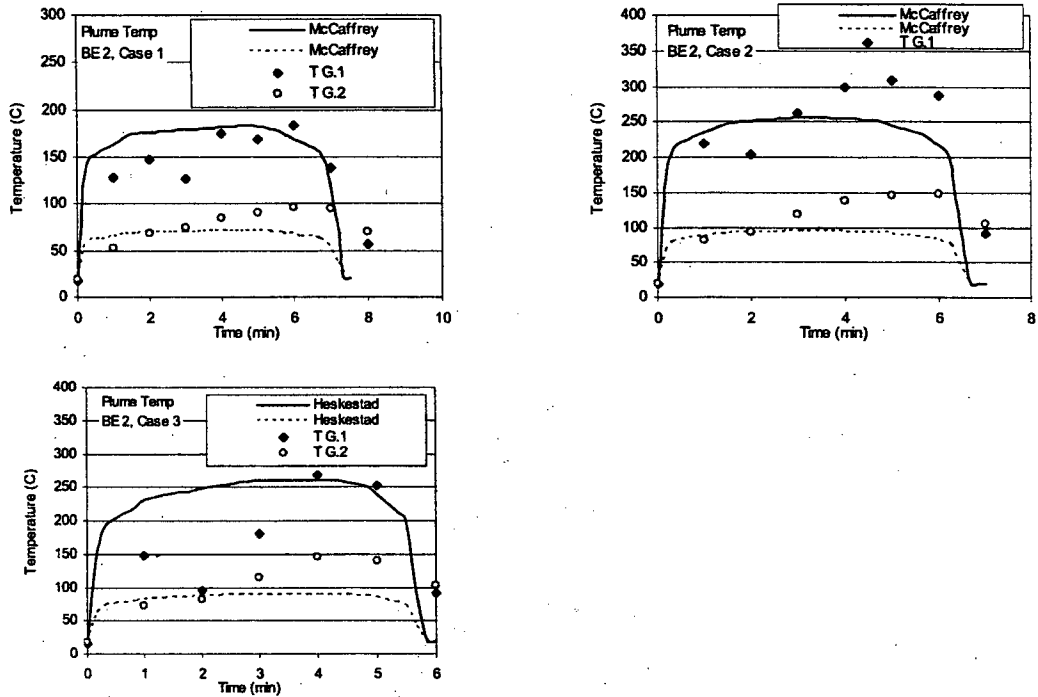 Plume Temp
BE 2, Case 1
McCaffrey
McCaffrey
T G.1
T G.2
300
250
200
150
100
50
0
Temperature (C)
0
2
4
6
8
10
Time (min)
Plume Temp
BE 2, Case 2
McCaffrey
McCaffrey
T G.1
400
350
300
250
200
150
100
50
0
Temperature (C)
0
2
4
6
8
Time (min)
Plume Temp
BE 2, Case 3
Heskestad
Heskestad
T G.1
T G.2
400
350
300
250
200
150
100
50
0
Temperature (C)
0
1
2
3
4
5
6
Time (min)